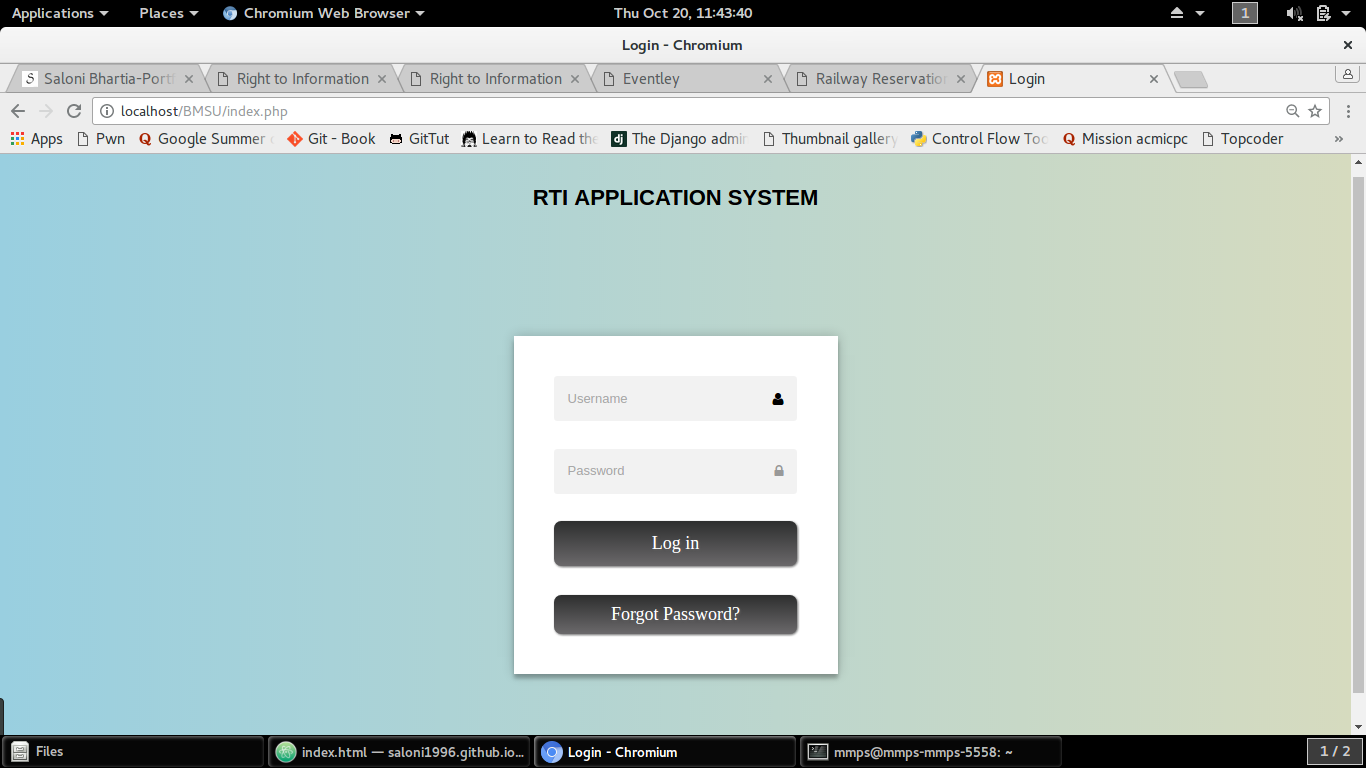 Applications Places Chromium Web Browser Thu Oct 20, 11:43:40 1
Login - Chromium
Saloni Bhartia-Portf Right to Information Right to Information Eventley Railway Reservation Login
localhost/BMSU/index.php
Apps Pwn Google Summer Git - Book GitTut Learn to Read the The Django admin Thumbnail gallery Control Flow Too Mission acmicpc Topcoder »
RTI APPLICATION SYSTEM
Username
Password
Log in
Forgot Password?
Files index.html — saloni1996.github.io... Login - Chromium mmps@mmps-mmps-5558: ~ 1 / 2